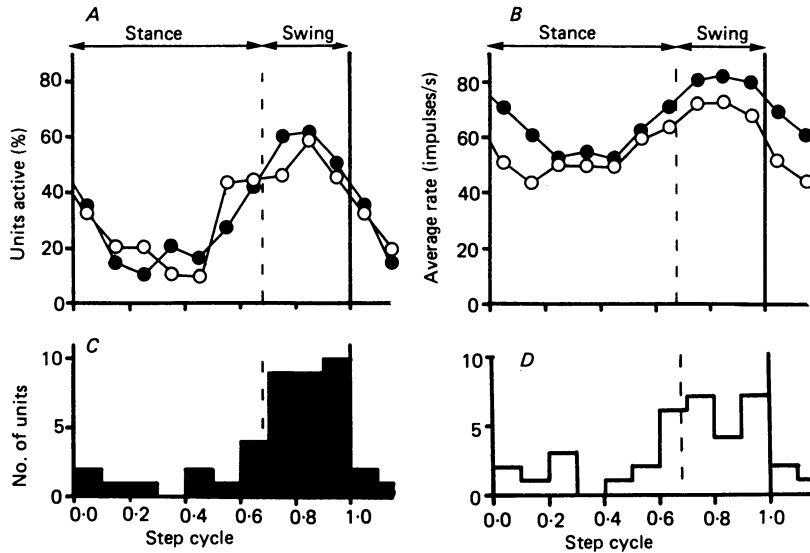 A
Stance Swing
Units active (%)
80
60
40
20
0
B
Stance Swing
Average rate (impulses/s)
80
60
40
20
0
C
No. of units
10
5
0
0·0 0·2 0·4 0·6 0·8 1·0
Step cycle
D
10
5
0
0·0 0·2 0·4 0·6 0·8 1·0
Step cycle